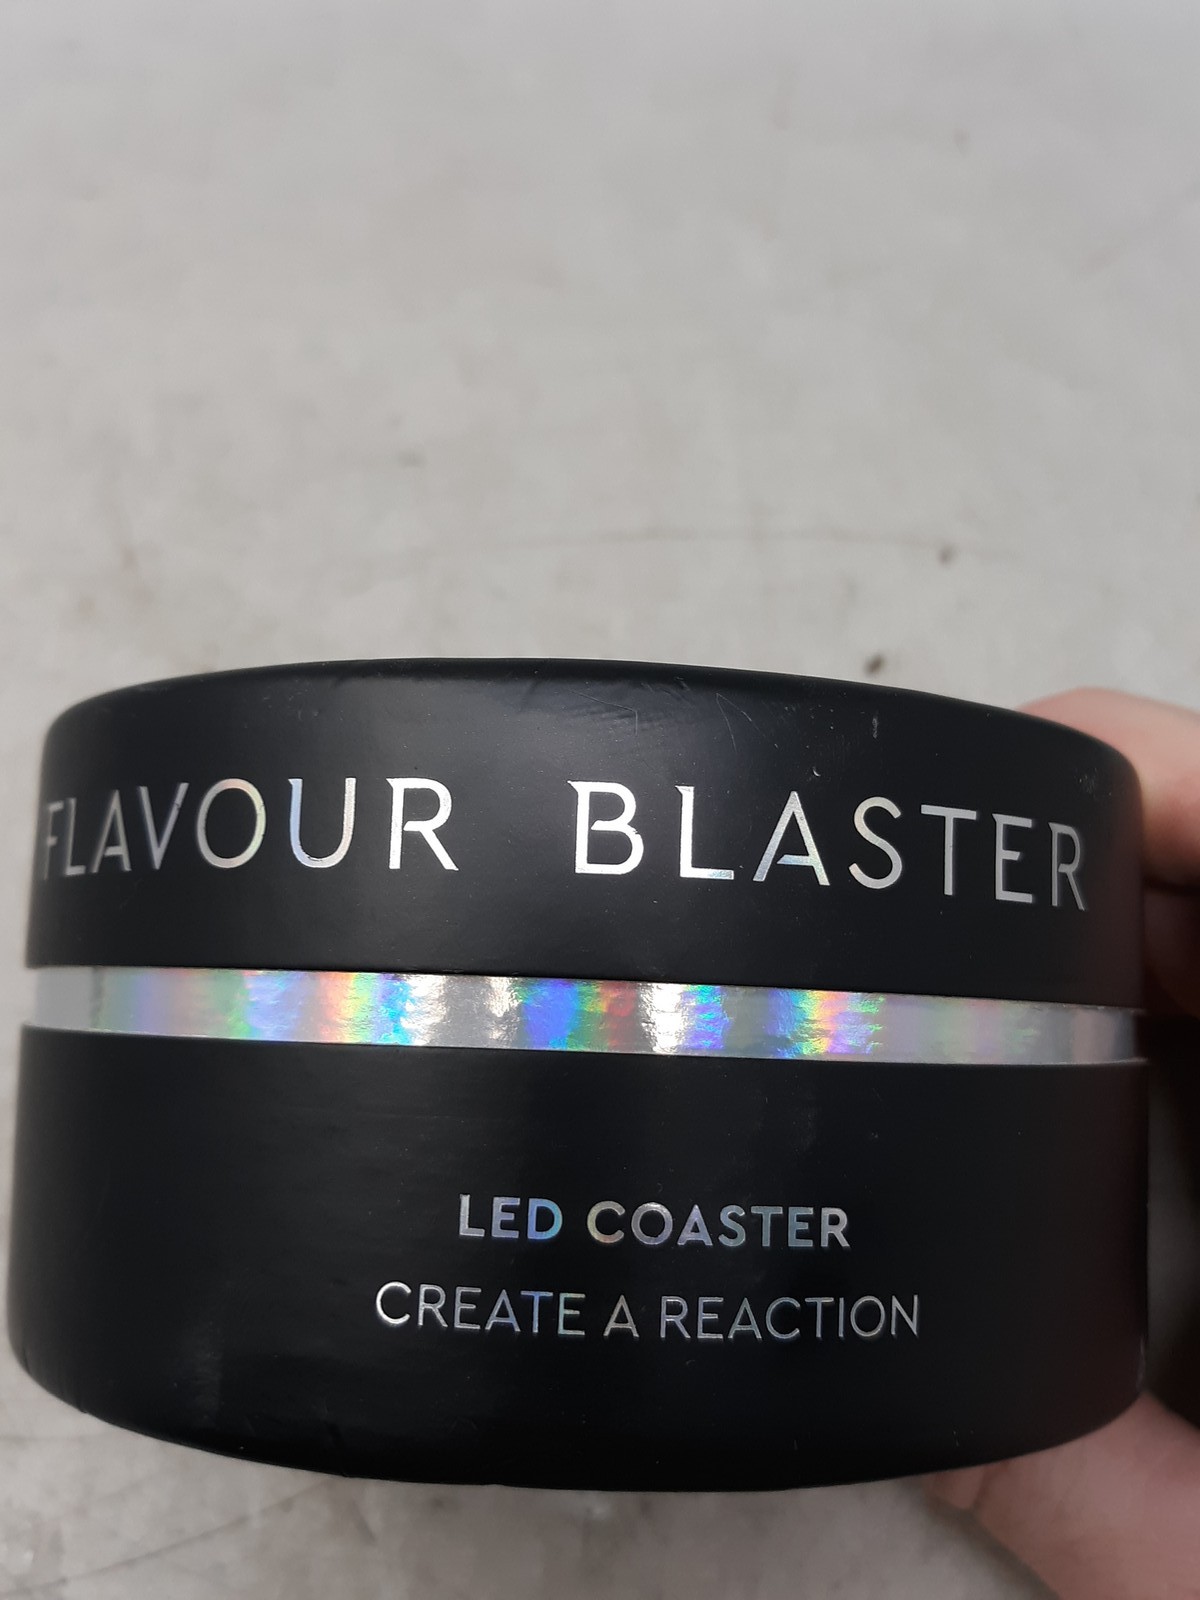 FLAVOUR BLASTER
LED COASTER
CREATE A REACTION